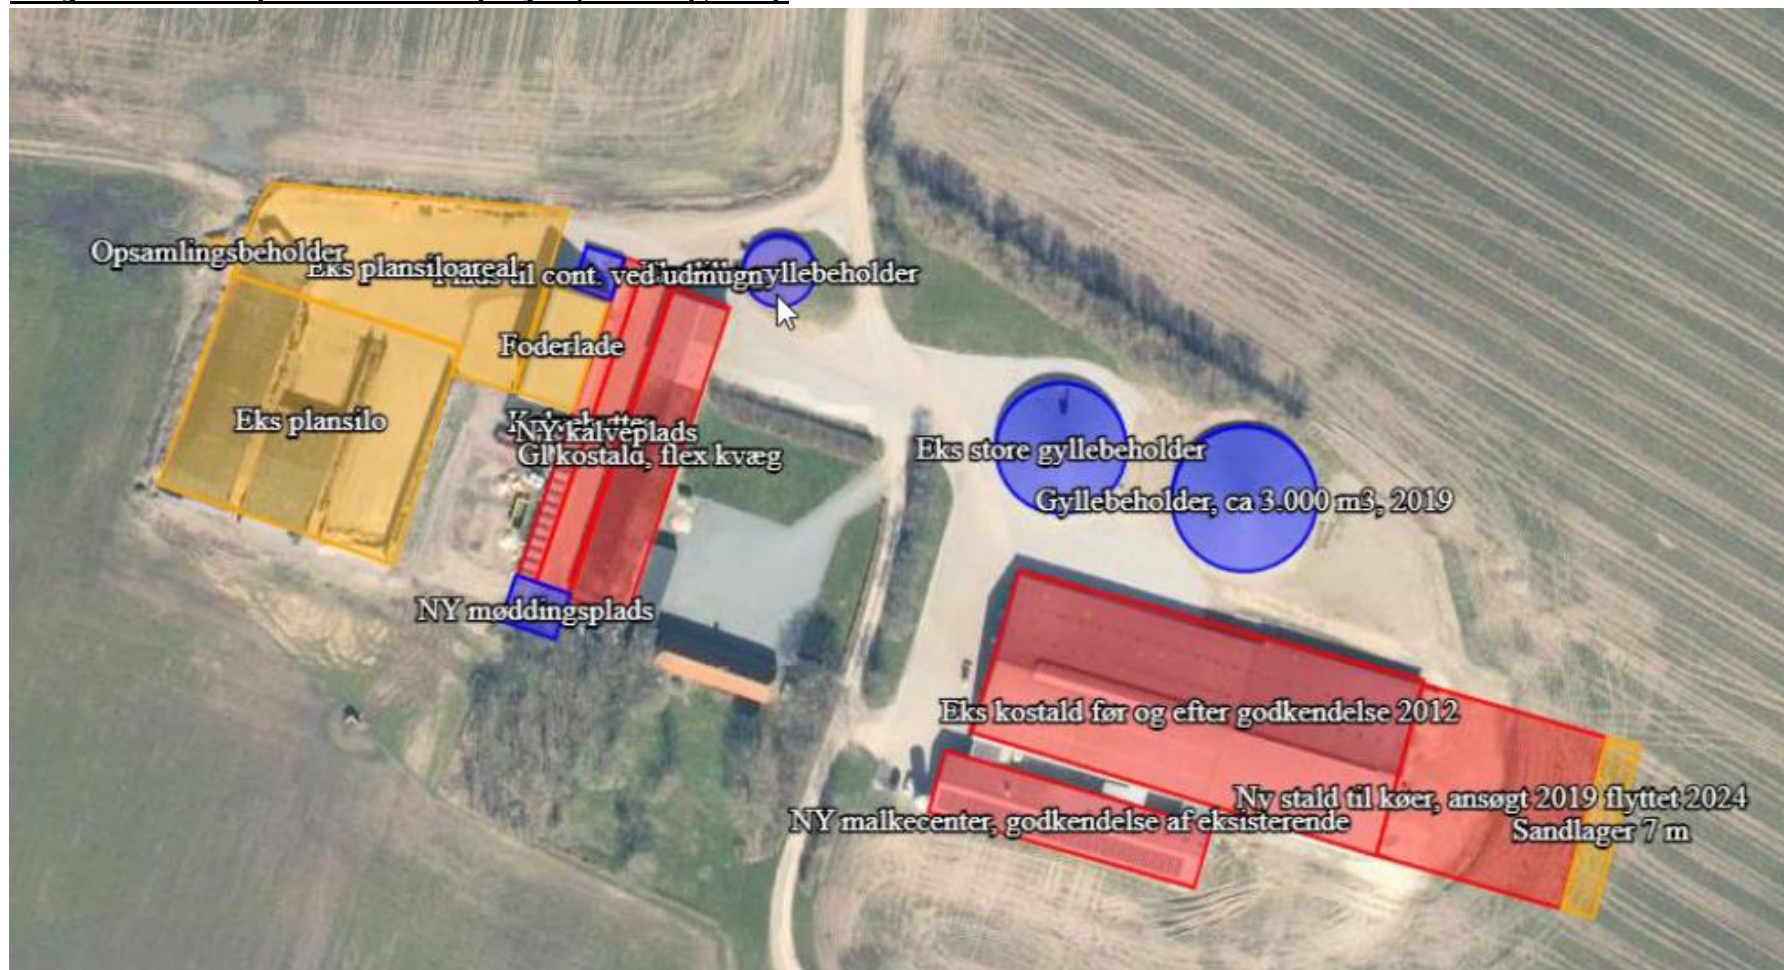 Opsamlingsbeholder
Eks plansiloareal
til cont. ved udmugn
yllebeholder
Foderlade
Eks plansilo
NY kalveplads
Gl kostald, flex kvæg
Eks store gyllebeholder
Gyllebeholder, ca 3.000 m3, 2019
NY møddingsplads
Eks kostald før og efter godkendelse 2012
Ny stald til køer, ansøgt 2019 flyttet 2024
NY malkecenter, godkendelse af eksisterende
Sandlager 7 m